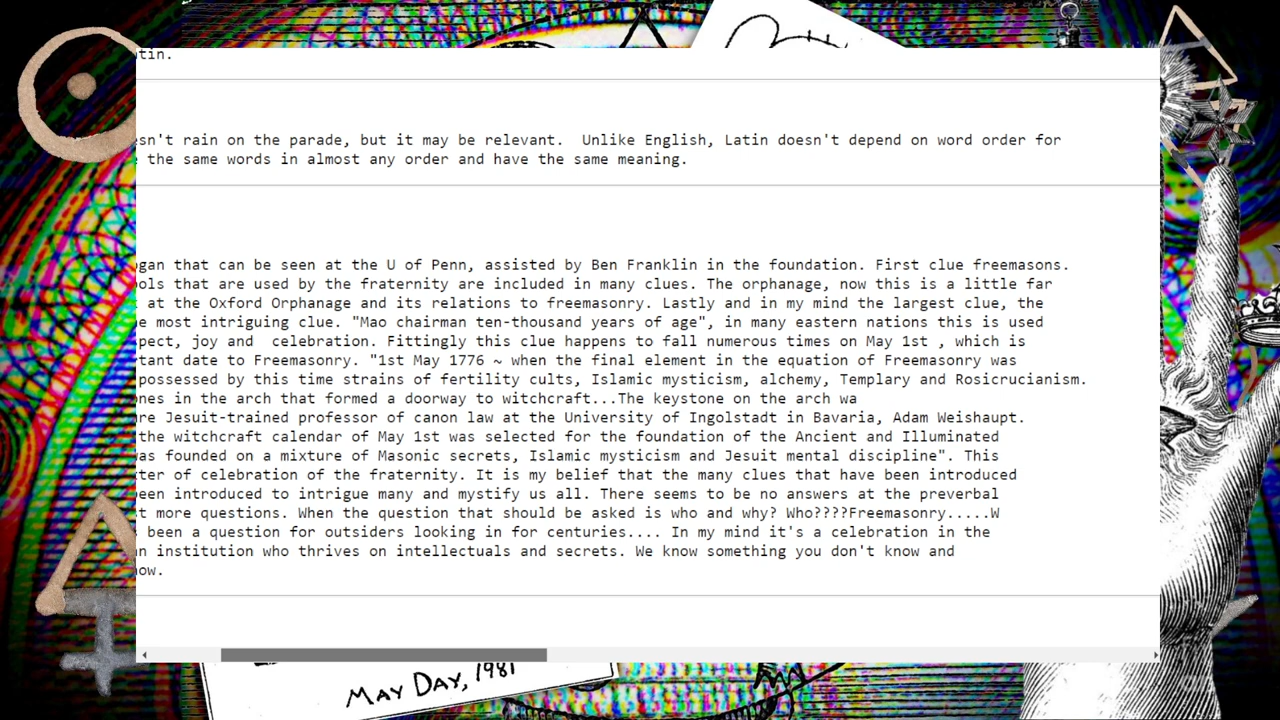 tin.
sn't rain on the parade, but it may be relevant.  Unlike English, Latin doesn't depend on word order for
the same words in almost any order and have the same meaning.
gan that can be seen at the U of Penn, assisted by Ben Franklin in the foundation. First clue freemasons.
ols that are used by the fraternity are included in many clues. The orphanage, now this is a little far
at the Oxford Orphanage and its relations to freemasonry. Lastly and in my mind the largest clue, the
e most intriguing clue. "Mao chairman ten-thousand years of age", in many eastern nations this is used
pect, joy and  celebration. Fittingly this clue happens to fall numerous times on May 1st , which is
tant date to Freemasonry. "1st May 1776 ~ when the final element in the equation of Freemasonry was
possessed by this time strains of fertility cults, Islamic mysticism, alchemy, Templary and Rosicrucianism.
nes in the arch that formed a doorway to witchcraft...The keystone on the arch wa
re Jesuit-trained professor of canon law at the University of Ingolstadt in Bavaria, Adam Weishaupt.
the witchcraft calendar of May 1st was selected for the foundation of the Ancient and Illuminated
as founded on a mixture of Masonic secrets, Islamic mysticism and Jesuit mental discipline". This
ter of celebration of the fraternity. It is my belief that the many clues that have been introduced
een introduced to intrigue many and mystify us all. There seems to be no answers at the preverbal
t more questions. When the question that should be asked is who and why? Who????Freemasonry.....W
been a question for outsiders looking in for centuries.... In my mind it's a celebration in the
n institution who thrives on intellectuals and secrets. We know something you don't know and
ow.
MAY DAY, 1981